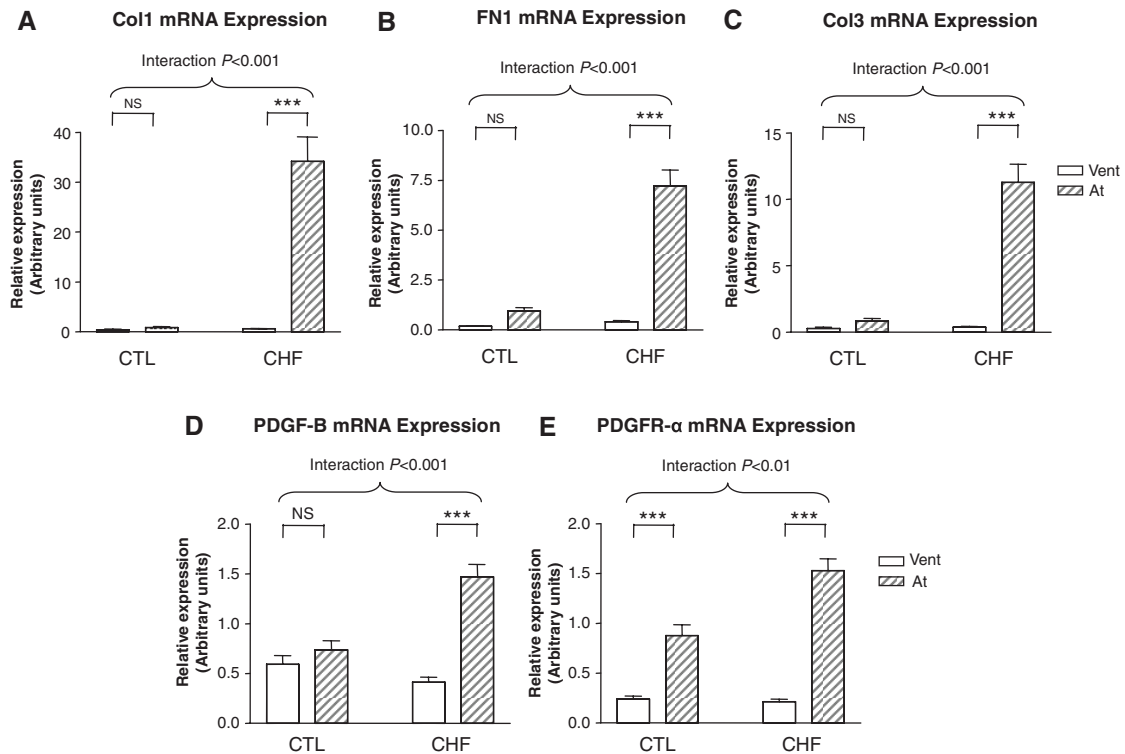 A Col1 mRNA Expression
Interaction P<0.001
NS
***
Relative expression
(Arbitrary units)
40
30
20
10
0
CTL
CHF
B FN1 mRNA Expression
Interaction P<0.001
NS
***
Relative expression
(Arbitrary units)
10.0
7.5
5.0
2.5
0.0
CTL
CHF
C Col3 mRNA Expression
Interaction P<0.001
NS
***
Relative expression
(Arbitrary units)
15
10
5
0
CTL
CHF
Vent
At
D PDGF-B mRNA Expression
Interaction P<0.001
NS
***
Relative expression
(Arbitrary units)
2.0
1.5
1.0
0.5
0.0
CTL
CHF
E PDGFR-α mRNA Expression
Interaction P<0.01
***
***
Relative expression
(Arbitrary units)
2.0
1.5
1.0
0.5
0.0
CTL
CHF
Vent
At